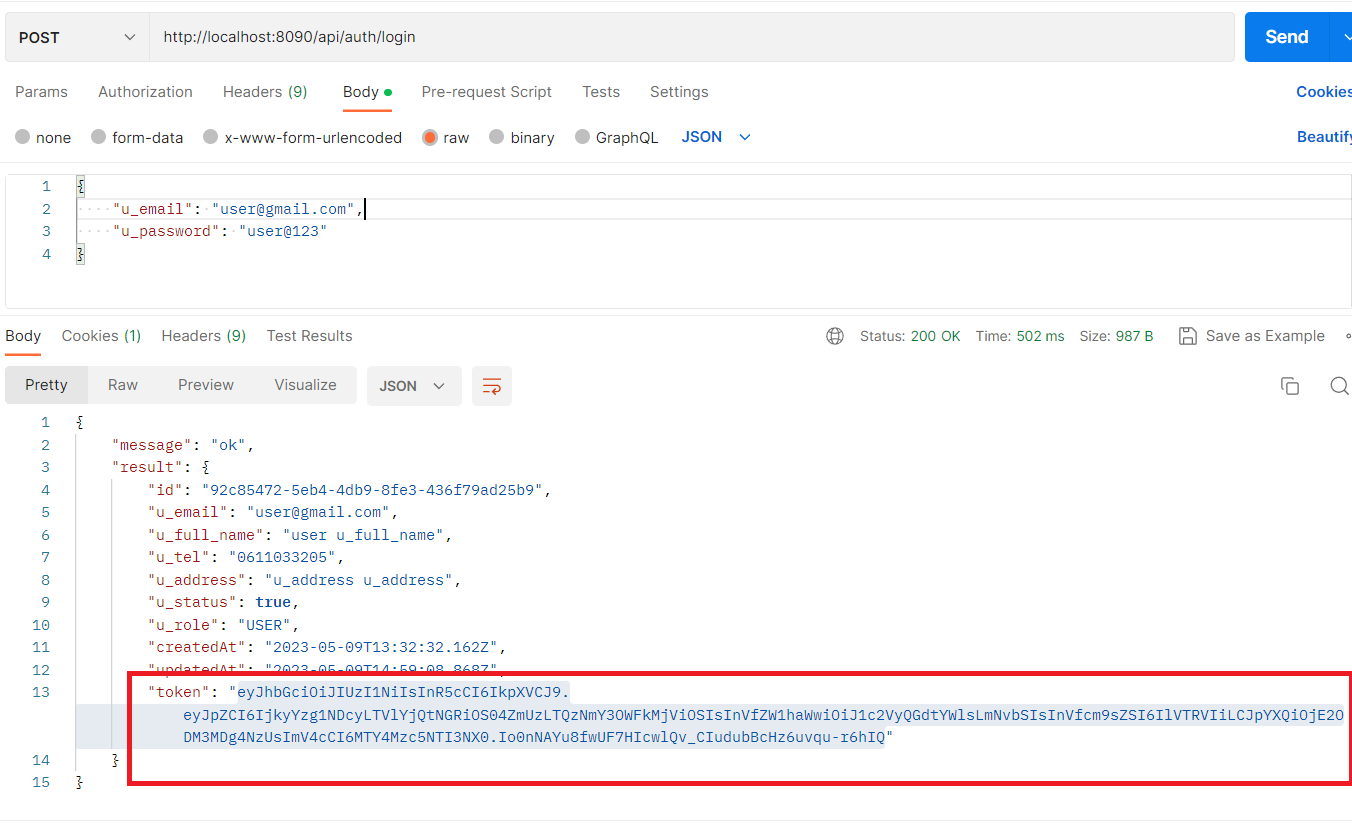 POST http://localhost:8090/api/auth/login Send
Params Authorization Headers (9) Body Pre-request Script Tests Settings Cookies
none form-data x-www-form-urlencoded raw binary GraphQL JSON Beautify
1 {
2 "u_email": "user@gmail.com",
3 "u_password": "user@123"
4 }
Body Cookies (1) Headers (9) Test Results Status: 200 OK Time: 502 ms Size: 987 B Save as Example
Pretty Raw Preview Visualize JSON
1 {
2 "message": "ok",
3 "result": {
4 "id": "92c85472-5eb4-4db9-8fe3-436f79ad25b9",
5 "u_email": "user@gmail.com",
6 "u_full_name": "user u_full_name",
7 "u_tel": "0611033205",
8 "u_address": "u_address u_address",
9 "u_status": true,
10 "u_role": "USER",
11 "createdAt": "2023-05-09T13:32:32.162Z",
12 "updatedAt": "2023-05-09T14:59:08.868Z",
13 "token": "eyJhbGciOiJIUzI1NiIsInR5cCI6IkpXVCJ9.
eyJpZCI6IjkyYzg1NDcyLTVlYjQtNGRiOS04ZmUzLTQzNmY3OWFkMjViOSIsInVfZW1haWwiOiJ1c2VyQGdtYWlsLmNvbSIsInVfcm9sZSI6IlVTRVIiLCJpYXQiOjE2O
DM3MDg4NzUsImV4cCI6MTY4Mzc5NTI3NX0.Io0nNAYu8fwUF7HIcwlQv_CIudubBcHz6uvqu-r6hIQ"
14 }
15 }